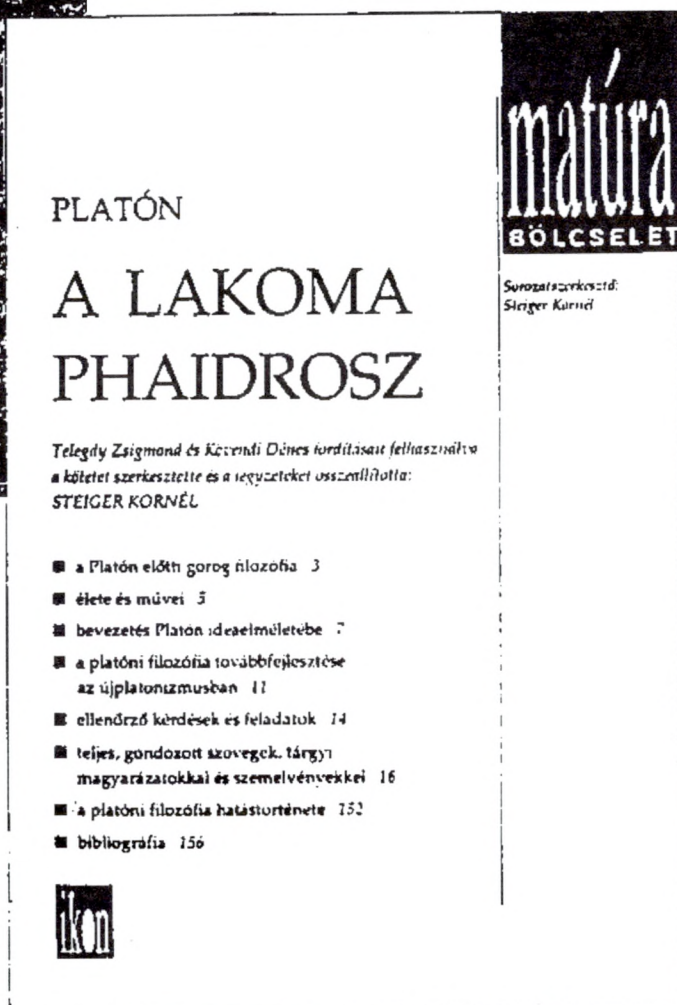 matúra
BÖLCSELET
Sorozatszerkesztő:
Steiger Kornél
PLATÓN
A LAKOMA
PHAIDROSZ
Telegdy Zsigmond és Kövendi Dénes fordításait felhasználva
a kötetet szerkesztette és a jegyzeteket összeállította:
STEIGER KORNÉL
■ a Platón előtti görög filozófia 3
■ élete és művei 5
■ bevezetés Platón ideaelméletébe 7
■ a platóni filozófia továbbfejlesztése
az újplatonizmusban 11
■ ellenőrző kérdések és feladatok 14
■ teljes, gondozott szövegek, tárgyi
magyarázatokkal és szemelvényekkel 16
■ a platóni filozófia hatástörténete 152
■ bibliográfia 156
ikon